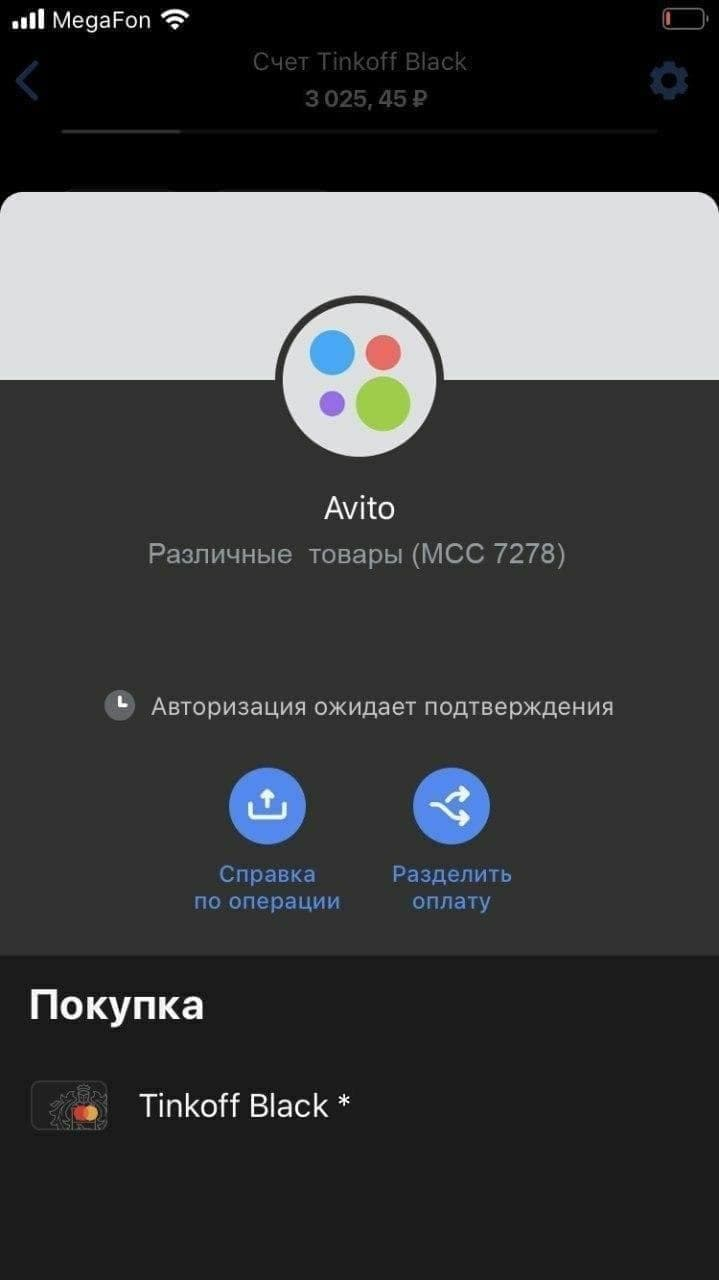 MegaFon
Счет Tinkoff Black
3 025, 45 ₽
Avito
Различные товары (MCC 7278)
Авторизация ожидает подтверждения
Справка
по операции
Разделить
оплату
Покупка
Tinkoff Black *